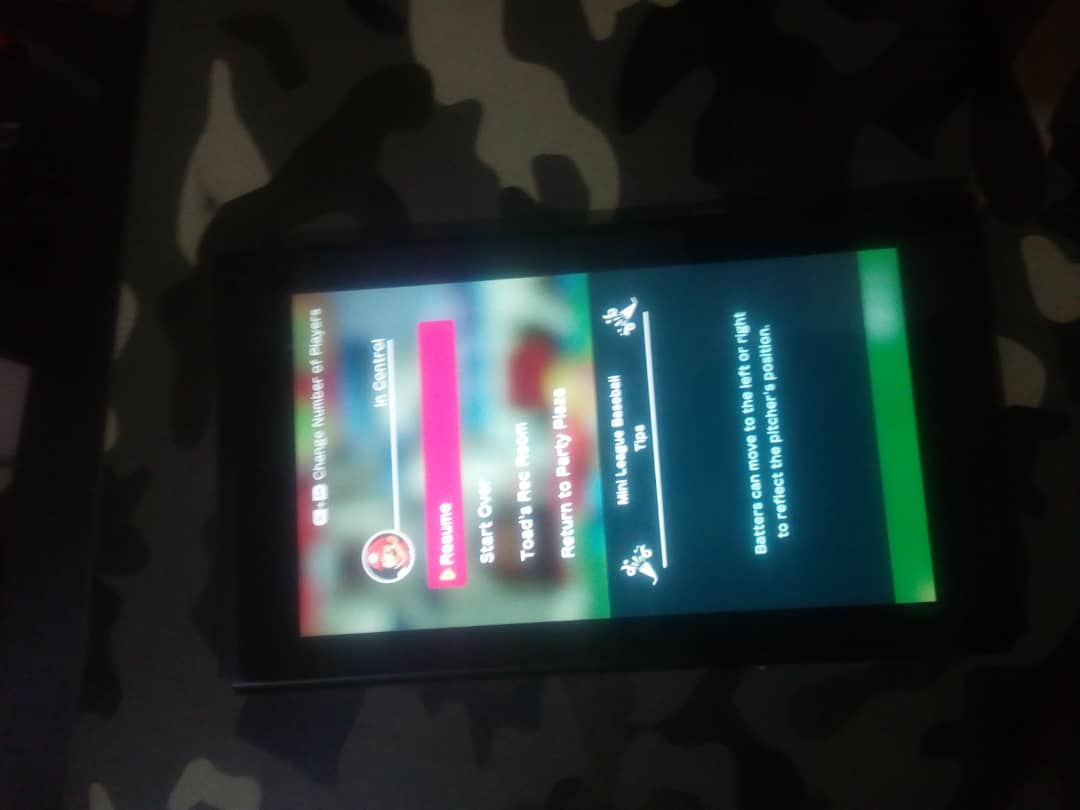 + Change Number of Players
In Control
Resume
Start Over
Toad's Rec Room
Return to Party Plaza
Mini League Baseball
Tips
Batters can move to the left or right
to reflect the pitcher's position.